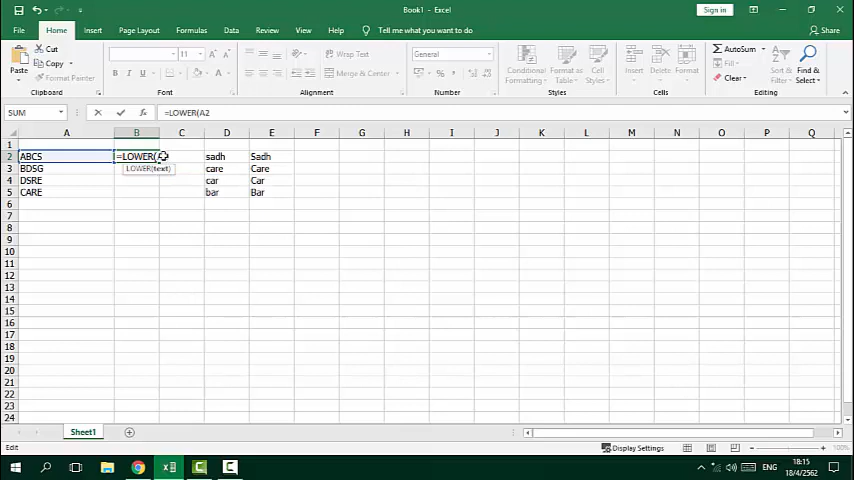 Book1 - Excel
Sign in
File Home Insert Page Layout Formulas Data Review View Help Tell me what you want to do Share
Paste Cut Copy Format Painter Clipboard
11 B I U A Font
Wrap Text Merge & Center Alignment
General % Number
Conditional Formatting Format as Table Cell Styles Styles
Insert Delete Format Cells
AutoSum Fill Clear Sort & Filter Find & Select Editing
SUM fx =LOWER(A2
A B C D E F G H I J K L M N O P Q
1
2 ABCS =LOWER( sadh Sadh
3 BDSG LOWER(text) care Care
4 DSRE car Car
5 CARE bar Bar
6
7
8
9
10
11
12
13
14
15
16
17
18
19
20
21
22
23
24
Sheet1
Edit Display Settings 100%
ENG 18:15
18/4/2562